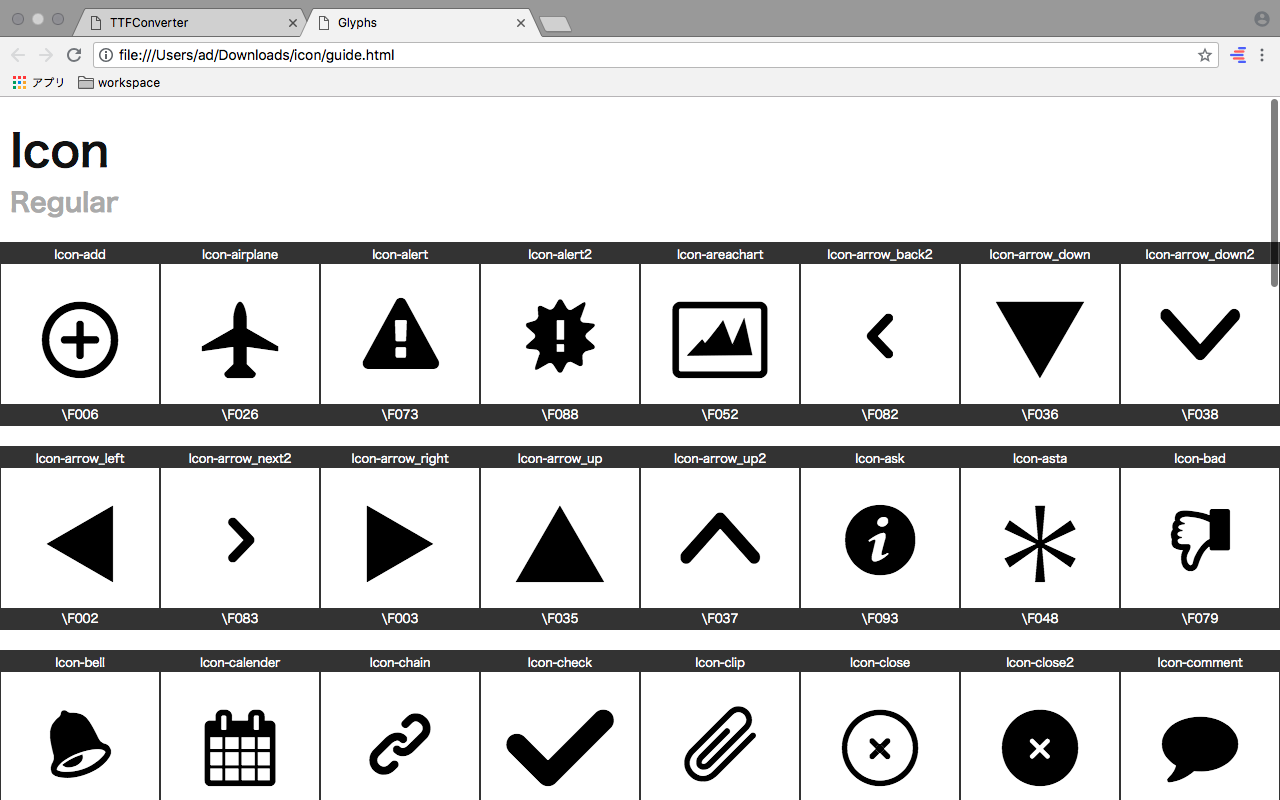 TTFConverter
Glyphs
file:///Users/ad/Downloads/icon/guide.html
アプリ
workspace
Icon
Regular
Icon-add Icon-airplane Icon-alert Icon-alert2 Icon-areachart Icon-arrow_back2 Icon-arrow_down Icon-arrow_down2
\F006 \F026 \F073 \F088 \F052 \F082 \F036 \F038
Icon-arrow_left Icon-arrow_next2 Icon-arrow_right Icon-arrow_up Icon-arrow_up2 Icon-ask Icon-asta Icon-bad
\F002 \F083 \F003 \F035 \F037 \F093 \F048 \F079
Icon-bell Icon-calender Icon-chain Icon-check Icon-clip Icon-close Icon-close2 Icon-comment